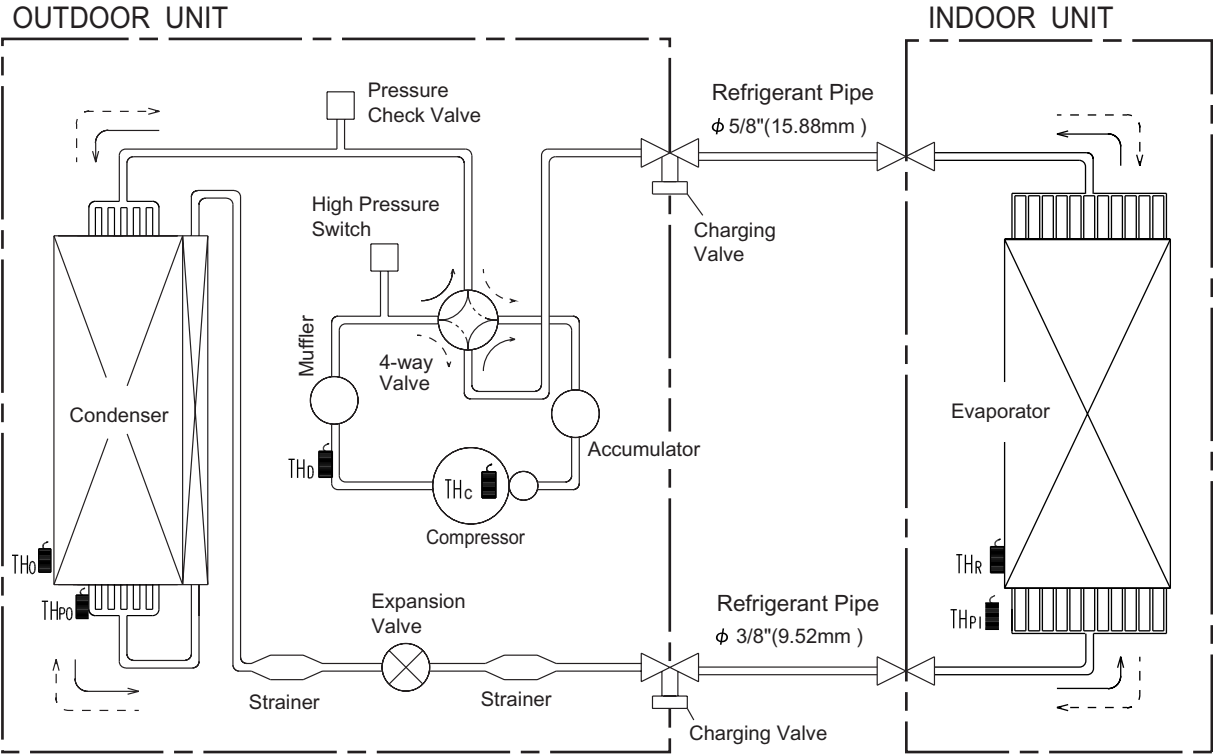 OUTDOOR UNIT
INDOOR UNIT
Pressure
Check Valve
Refrigerant Pipe
φ 5/8"(15.88mm )
High Pressure
Switch
Charging
Valve
Muffler
4-way
Valve
Condenser
Evaporator
Accumulator
THD
THC
Compressor
THO
THR
THPO
Expansion
Valve
Refrigerant Pipe
φ 3/8"(9.52mm )
THPI
Strainer
Strainer
Charging Valve